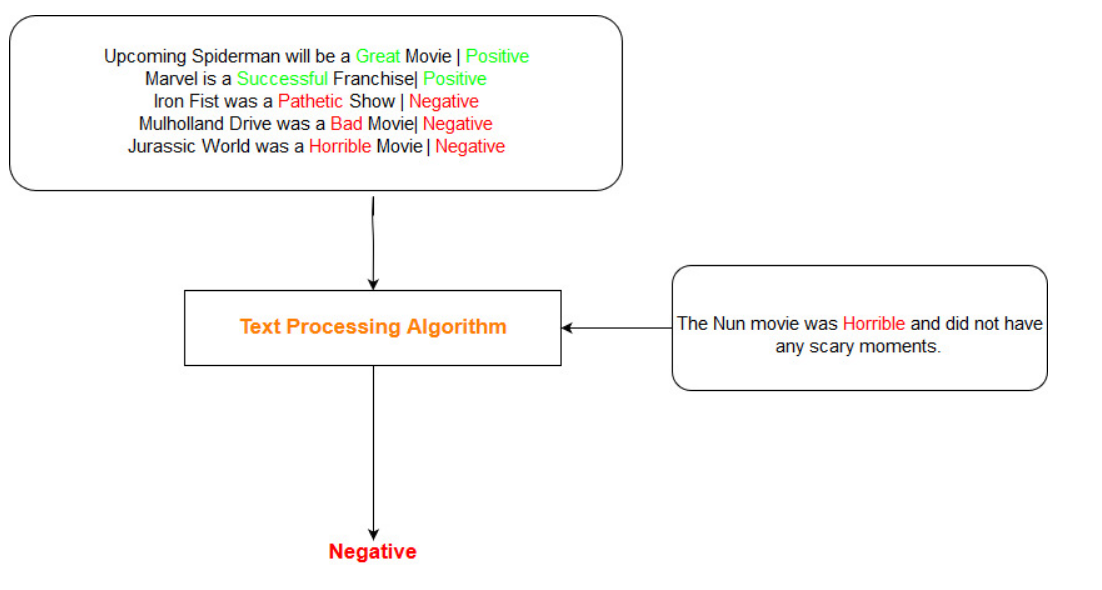 Upcoming Spiderman will be a Great Movie | Positive
Marvel is a Successful Franchise| Positive
Iron Fist was a Pathetic Show | Negative
Mulholland Drive was a Bad Movie| Negative
Jurassic World was a Horrible Movie | Negative
Text Processing Algorithm
The Nun movie was Horrible and did not have
any scary moments.
Negative